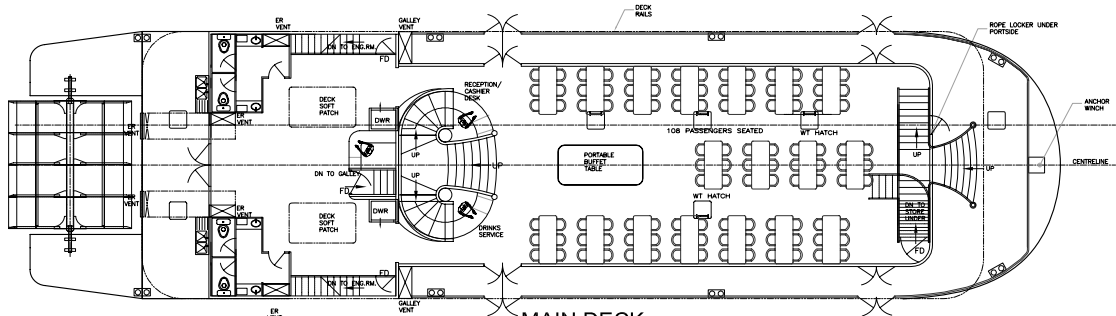 DECK
RAILS
ER
VENT
GALLEY
VENT
ROPE LOCKER UNDER
PORTSIDE
DN TO ENG.RM.
FD
RECEPTION/
CASHIER
DESK
DECK
SOFT
PATCH
ANCHOR
WINCH
DWR
ER
VENT
ER
VENT
108 PASSENGERS SEATED
WT HATCH
UP
UP
UP
PORTABLE
BUFFET
TABLE
UP
UP
CENTRELINE
DN TO GALLEY
FD
UP
WT HATCH
ER
VENT
ER
VENT
DECK
SOFT
PATCH
DWR
DN TO
STORE
UNDER
DRINKS
SERVICE
FD
FD
DN TO ENG.RM.
GALLEY
VENT
ER
VENT
MAIN DECK